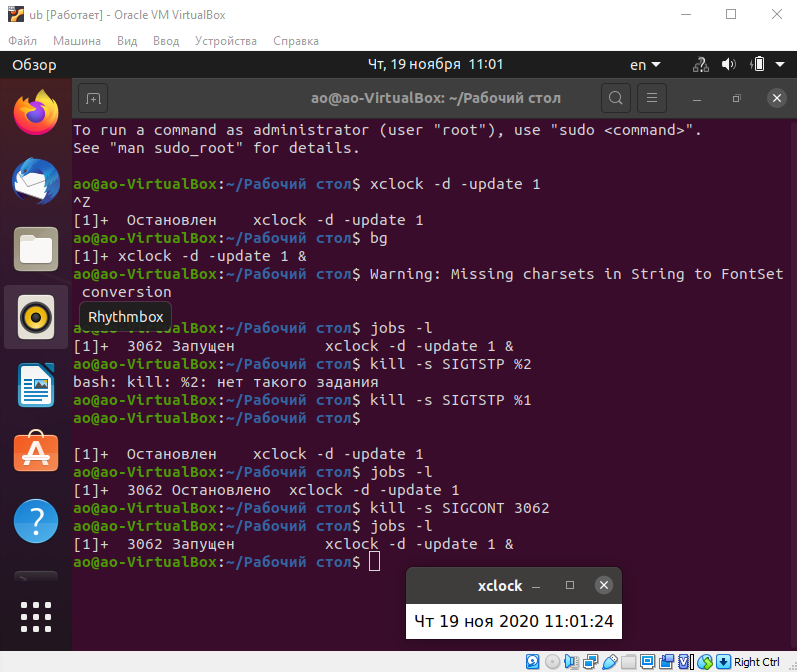 ub [Работает] - Oracle VM VirtualBox
Файл Машина Вид Ввод Устройства Справка
Обзор Чт, 19 ноября 11:01 en
ao@ao-VirtualBox: ~/Рабочий стол
To run a command as administrator (user "root"), use "sudo <command>".
See "man sudo_root" for details.
ao@ao-VirtualBox:~/Рабочий стол$ xclock -d -update 1
^Z
[1]+  Остановлен    xclock -d -update 1
ao@ao-VirtualBox:~/Рабочий стол$ bg
[1]+ xclock -d -update 1 &
ao@ao-VirtualBox:~/Рабочий стол$ Warning: Missing charsets in String to FontSet
conversion
Rhythmbox
ao@ao-VirtualBox:~/Рабочий стол$ jobs -l
[1]+  3062 Запущен          xclock -d -update 1 &
ao@ao-VirtualBox:~/Рабочий стол$ kill -s SIGTSTP %2
bash: kill: %2: нет такого задания
ao@ao-VirtualBox:~/Рабочий стол$ kill -s SIGTSTP %1
ao@ao-VirtualBox:~/Рабочий стол$
[1]+  Остановлен    xclock -d -update 1
ao@ao-VirtualBox:~/Рабочий стол$ jobs -l
[1]+  3062 Остановлено  xclock -d -update 1
ao@ao-VirtualBox:~/Рабочий стол$ kill -s SIGCONT 3062
ao@ao-VirtualBox:~/Рабочий стол$ jobs -l
[1]+  3062 Запущен          xclock -d -update 1 &
ao@ao-VirtualBox:~/Рабочий стол$
xclock
Чт 19 ноя 2020 11:01:24
Right Ctrl